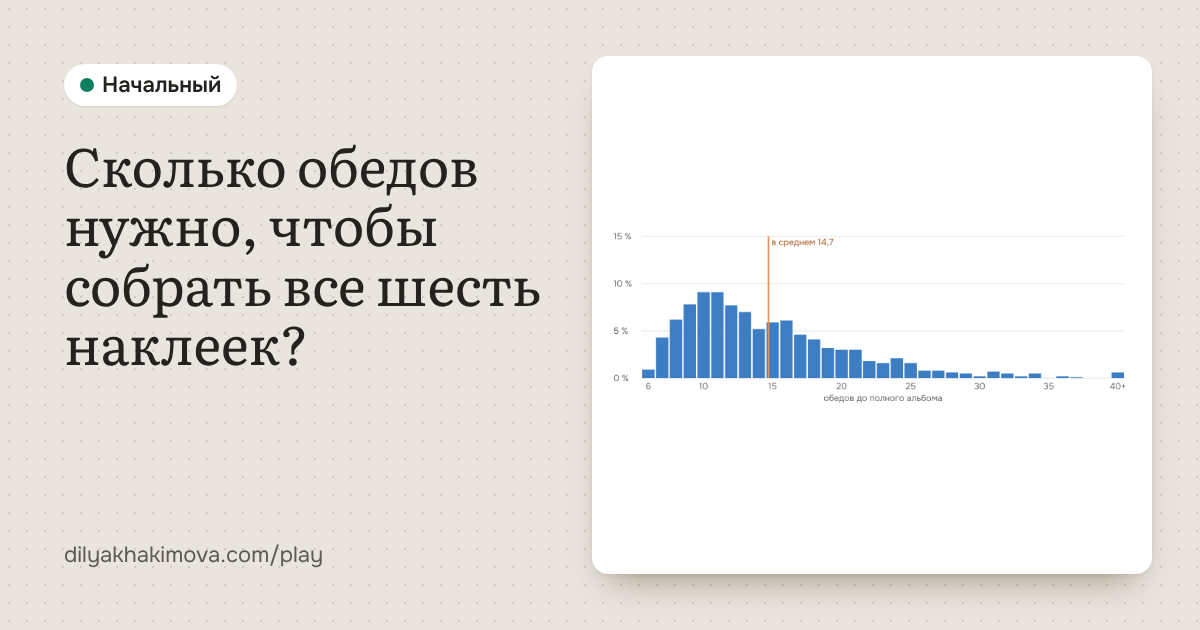 Начальный
Сколько обедов
нужно, чтобы
собрать все шесть
наклеек?
dilyakhakimova.com/play
15 %
в среднем 14,7
10 %
5 %
0 %
6 10 15 20 25 30 35 40+
обедов до полного альбома